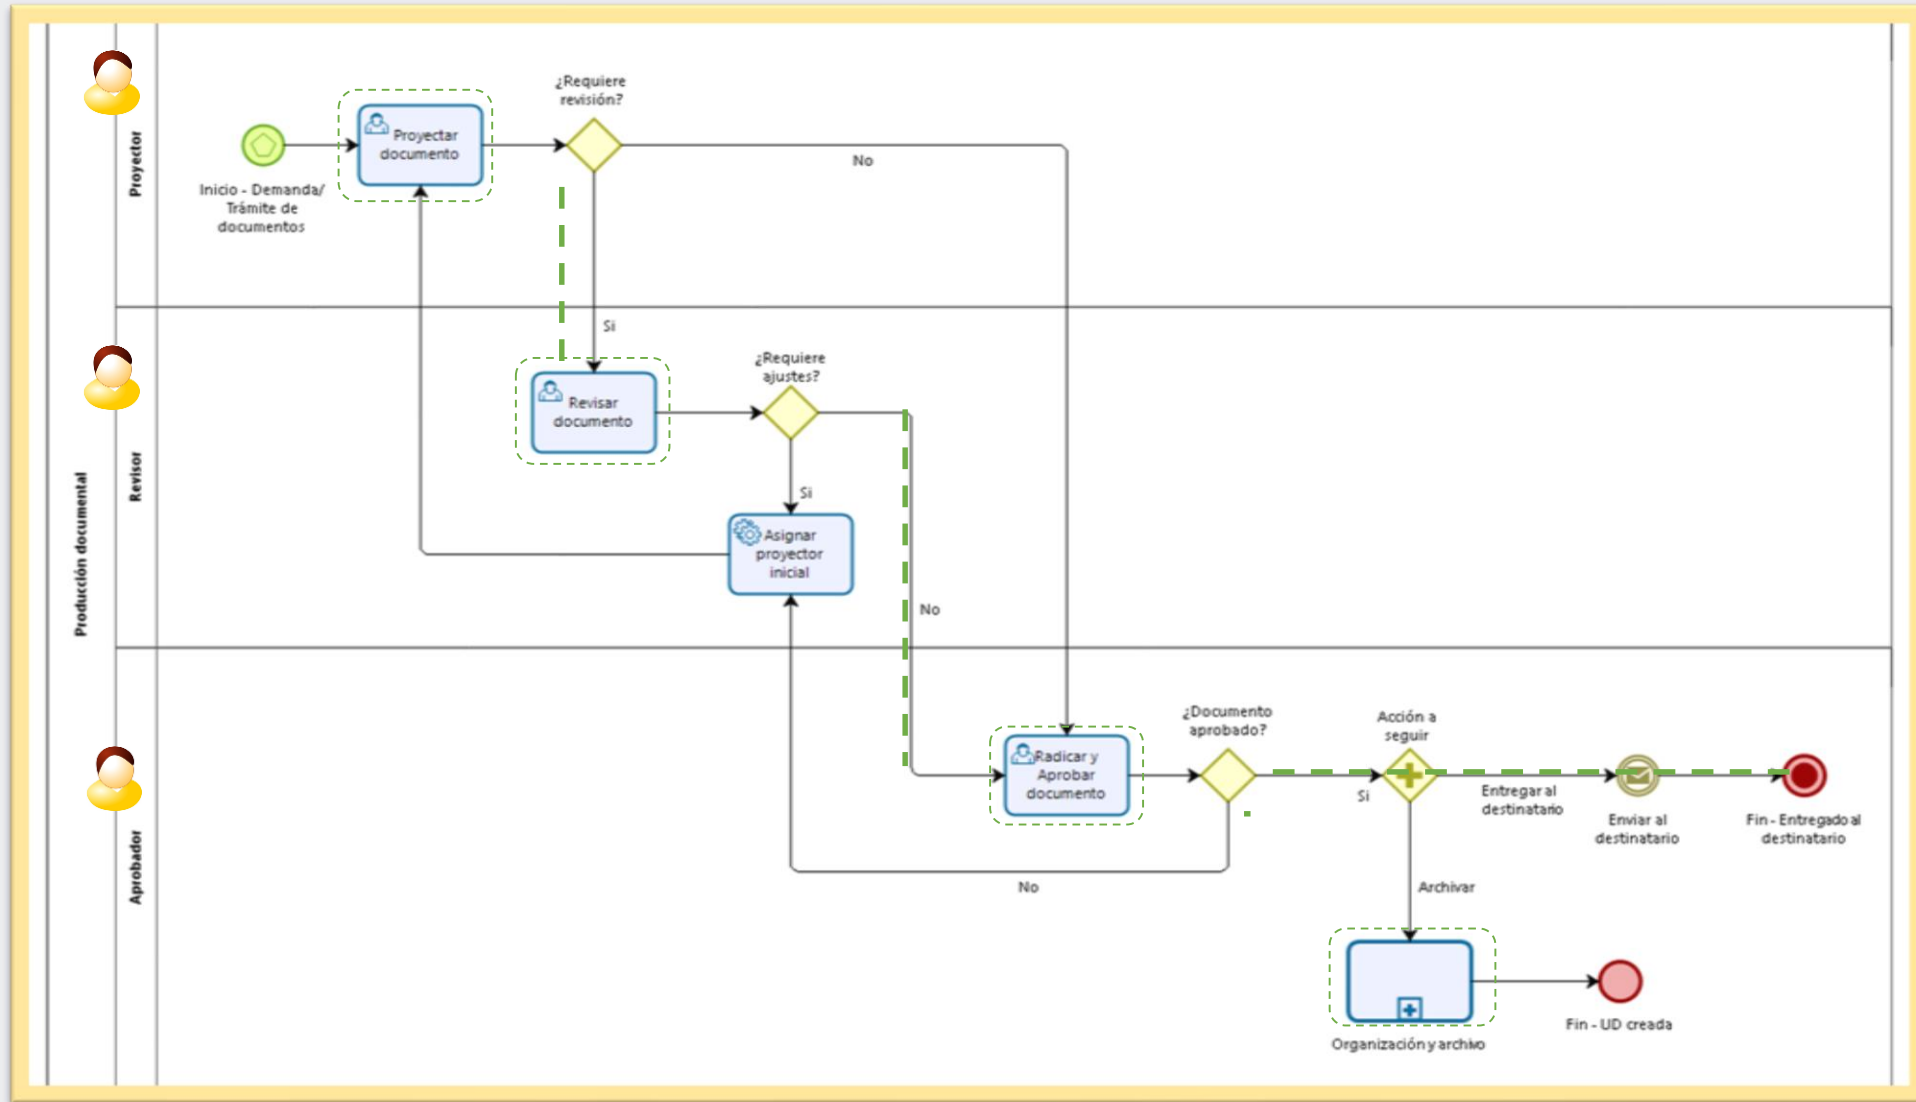 Producción documental
Proyector
Inicio - Demanda/
Trámite de
documentos
Proyectar
documento
¿Requiere
revisión?
No
Si
Revisor
Revisar
documento
¿Requiere
ajustes?
Si
Asignar
proyector
inicial
No
Aprobador
Radicar y
Aprobar
documento
¿Documento
aprobado?
No
Si
Acción a
seguir
Entregar al
destinatario
Enviar al
destinatario
Fin - Entregado al
destinatario
Archivar
Organización y archivo
Fin - UD creada